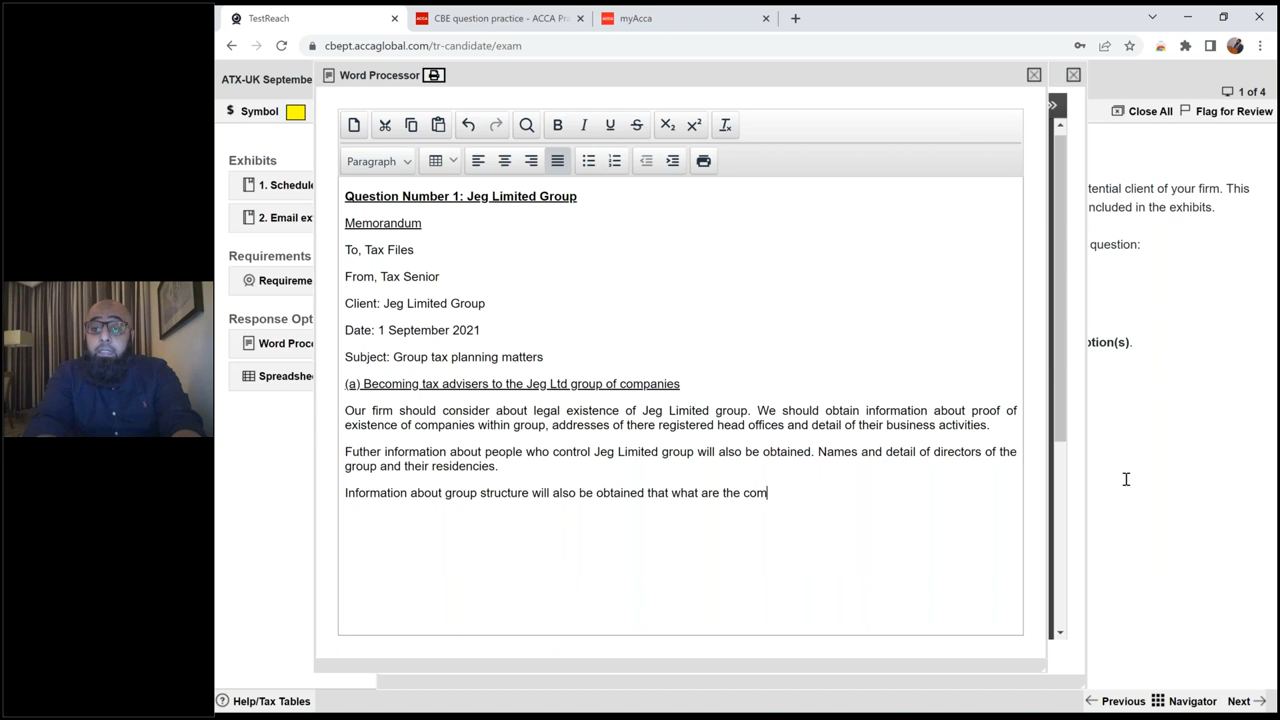 TestReach
CBE question practice - ACCA Pr
myAcca
cbept.accaglobal.com/tr-candidate/exam
ATX-UK Septembe
Word Processor
1 of 4
$ Symbol
Close All
Flag for Review
Paragraph
Exhibits
1. Schedule
2. Email ex
Requirements
Requireme
Response Opt
Word Proce
Spreadshe
Question Number 1: Jeg Limited Group
Memorandum
To, Tax Files
From, Tax Senior
Client: Jeg Limited Group
Date: 1 September 2021
Subject: Group tax planning matters
(a) Becoming tax advisers to the Jeg Ltd group of companies
Our firm should consider about legal existence of Jeg Limited group. We should obtain information about proof of
existence of companies within group, addresses of there registered head offices and detail of their business activities.
Futher information about people who control Jeg Limited group will also be obtained. Names and detail of directors of the
group and their residencies.
Information about group structure will also be obtained that what are the com
tential client of your firm. This
ncluded in the exhibits.
question:
otion(s).
Help/Tax Tables
Previous
Navigator
Next